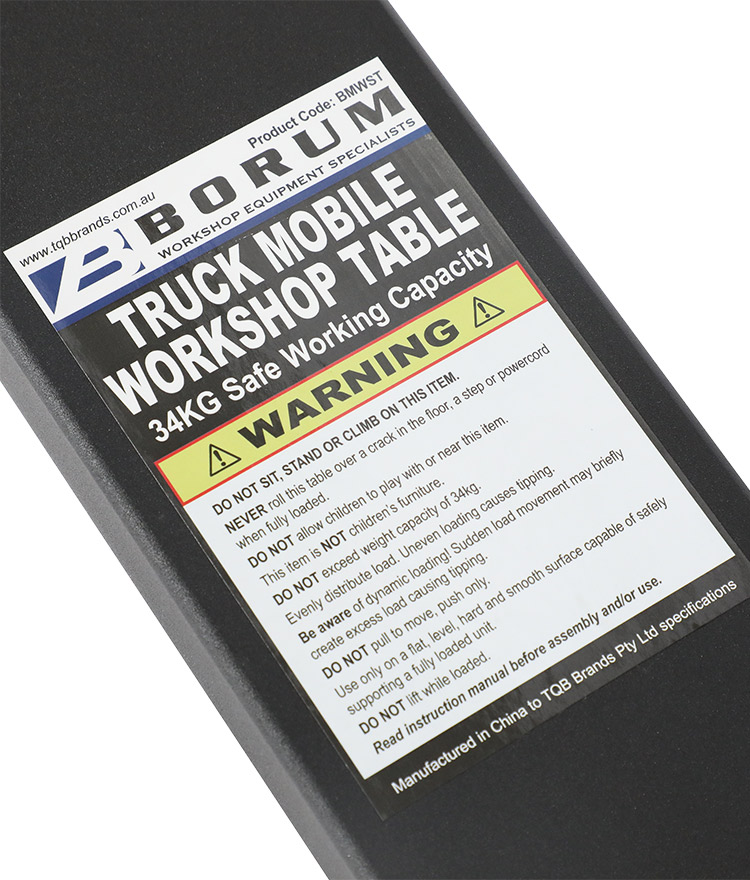 www.tqbbrands.com.au
Product Code: BMWST
B BORUM
WORKSHOP EQUIPMENT SPECIALISTS
TRUCK MOBILE
WORKSHOP TABLE
34KG Safe Working Capacity
WARNING
DO NOT SIT, STAND OR CLIMB ON THIS ITEM.
NEVER roll this table over a crack in the floor, a step or powercord
when fully loaded.
DO NOT allow children to play with or near this item.
This item is NOT children's furniture.
DO NOT exceed weight capacity of 34kg.
Evenly distribute load. Uneven loading causes tipping.
Be aware of dynamic loading! Sudden load movement may briefly
create excess load causing tipping.
DO NOT pull to move, push only.
Use only on a flat, level, hard and smooth surface capable of safely
supporting a fully loaded unit.
DO NOT lift while loaded.
Read instruction manual before assembly and/or use.
Manufactured in China to TQB Brands Pty Ltd specifications